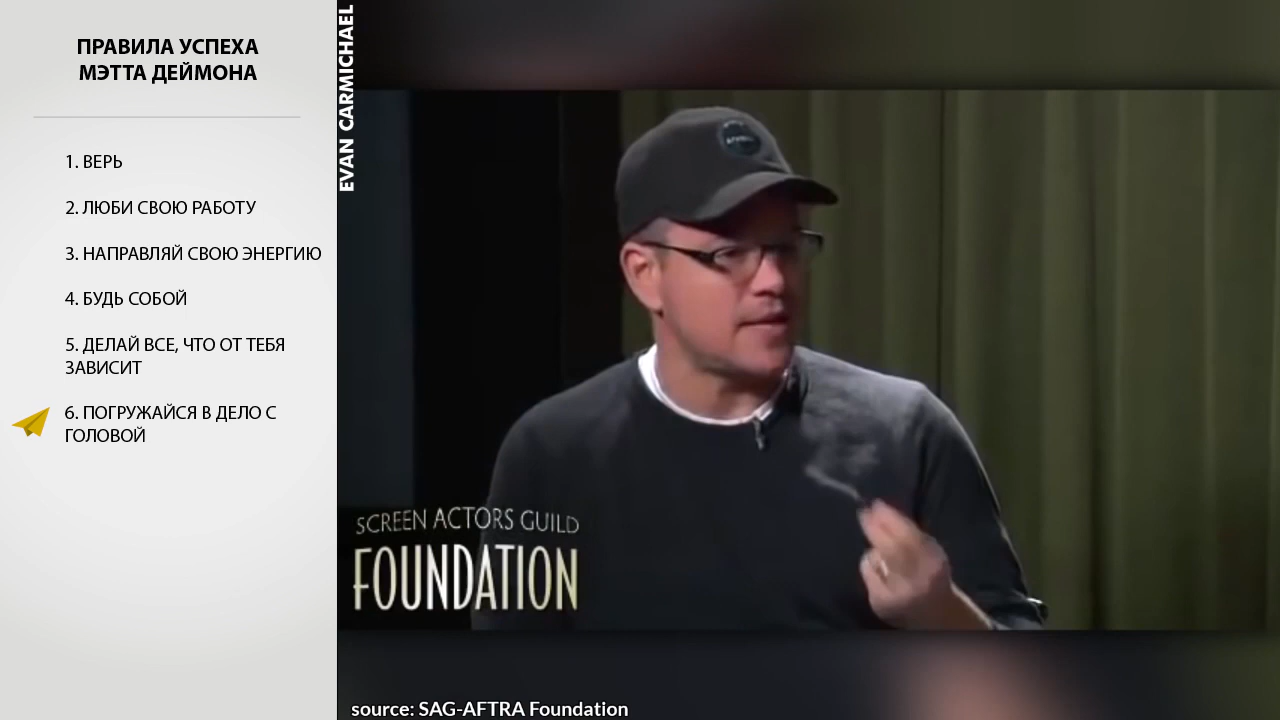 ПРАВИЛА УСПЕХА
МЭТТА ДЕЙМОНА
1. ВЕРЬ
2. ЛЮБИ СВОЮ РАБОТУ
3. НАПРАВЛЯЙ СВОЮ ЭНЕРГИЮ
4. БУДЬ СОБОЙ
5. ДЕЛАЙ ВСЕ, ЧТО ОТ ТЕБЯ
ЗАВИСИТ
6. ПОГРУЖАЙСЯ В ДЕЛО С
ГОЛОВОЙ
EVAN CARMICHAEL
SCREEN ACTORS GUILD
FOUNDATION
source: SAG-AFTRA Foundation